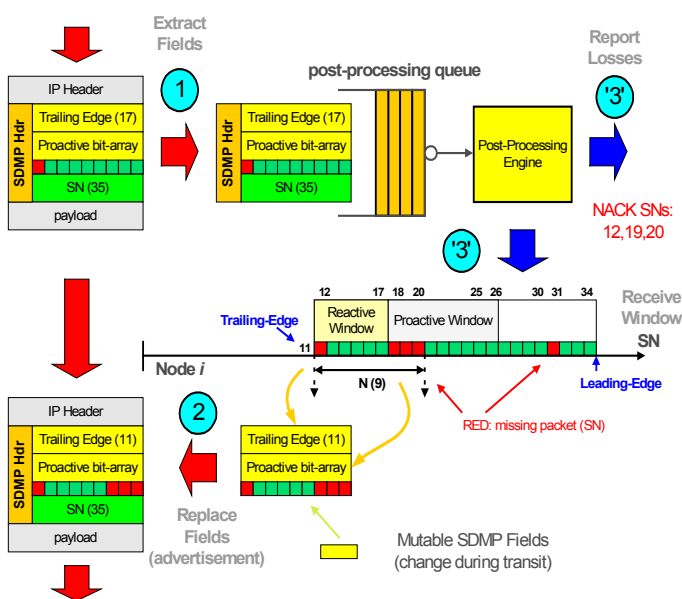 Extract
Fields
Report
Losses
post-processing queue
1
'3'
IP Header
SDMP Hdr
Trailing Edge (17)
Proactive bit-array
SN (35)
payload
SDMP Hdr
Trailing Edge (17)
Proactive bit-array
SN (35)
Post-Processing
Engine
NACK SNs:
12,19,20
'3'
12 17 18 20 25 26 30 31 34
Reactive
Window
Proactive Window
Receive
Window
SN
Trailing-Edge
11
Node i
N (9)
Leading-Edge
RED: missing packet (SN)
IP Header
SDMP Hdr
Trailing Edge (11)
Proactive bit-array
SN (35)
payload
2
Trailing Edge (11)
Proactive bit-array
Replace
Fields
(advertisement)
Mutable SDMP Fields
(change during transit)